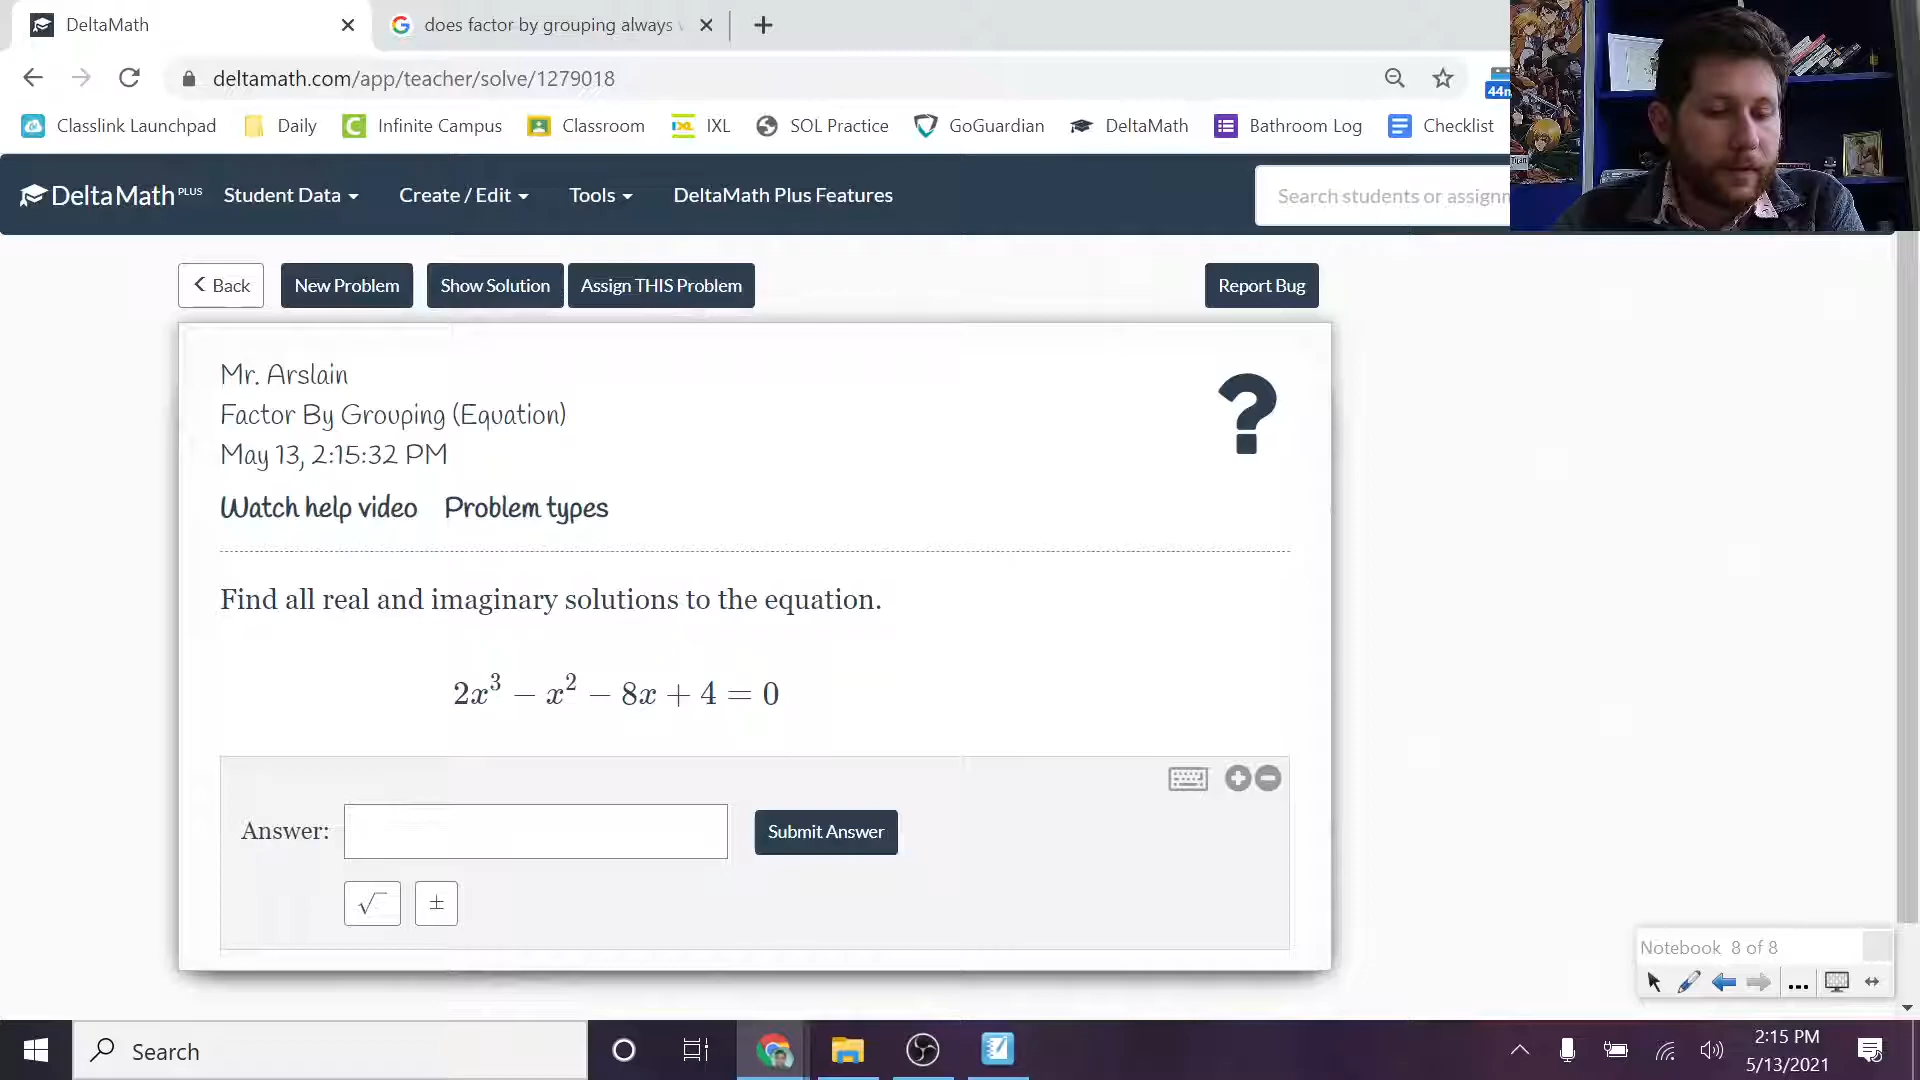 DeltaMath
does factor by grouping always
deltamath.com/app/teacher/solve/1279018
44m
Classlink Launchpad Daily Infinite Campus Classroom IXL SOL Practice GoGuardian DeltaMath Bathroom Log Checklist
DeltaMath PLUS Student Data Create / Edit Tools DeltaMath Plus Features Search students or assignm
Back New Problem Show Solution Assign THIS Problem Report Bug
Mr. Arslain
Factor By Grouping (Equation)
May 13, 2:15:32 PM
?
Watch help video Problem types
Find all real and imaginary solutions to the equation.
2x³ − x² − 8x + 4 = 0
Answer: Submit Answer
√ ±
Notebook 8 of 8
...
Search
2:15 PM
5/13/2021